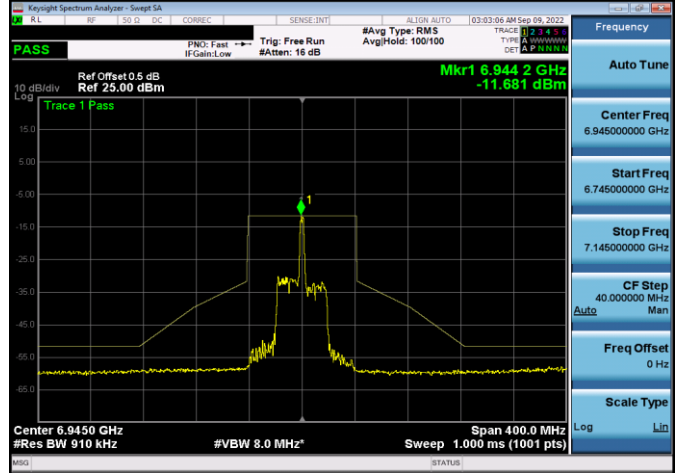 Keysight Spectrum Analyzer - Swept SA
RL RF 50 Ω DC CORREC SENSE:INT ALIGN AUTO 03:03:06 AM Sep 09, 2022
PASS
PNO: Fast
IFGain:Low
Trig: Free Run
#Atten: 16 dB
#Avg Type: RMS
Avg|Hold: 100/100
TRACE 1 2 3 4 5 6
TYPE A WWWWW
DET A P N N N N
Ref Offset 0.5 dB
10 dB/div Ref 25.00 dBm
Log
Mkr1 6.944 2 GHz
-11.681 dBm
Trace 1 Pass
1
15.0
5.00
-5.00
-15.0
-25.0
-35.0
-45.0
-55.0
-65.0
Center 6.9450 GHz Span 400.0 MHz
#Res BW 910 kHz #VBW 8.0 MHz* Sweep 1.000 ms (1001 pts)
MSG STATUS
Frequency
Auto Tune
Center Freq
6.945000000 GHz
Start Freq
6.745000000 GHz
Stop Freq
7.145000000 GHz
CF Step
40.000000 MHz
Auto Man
Freq Offset
0 Hz
Scale Type
Log Lin